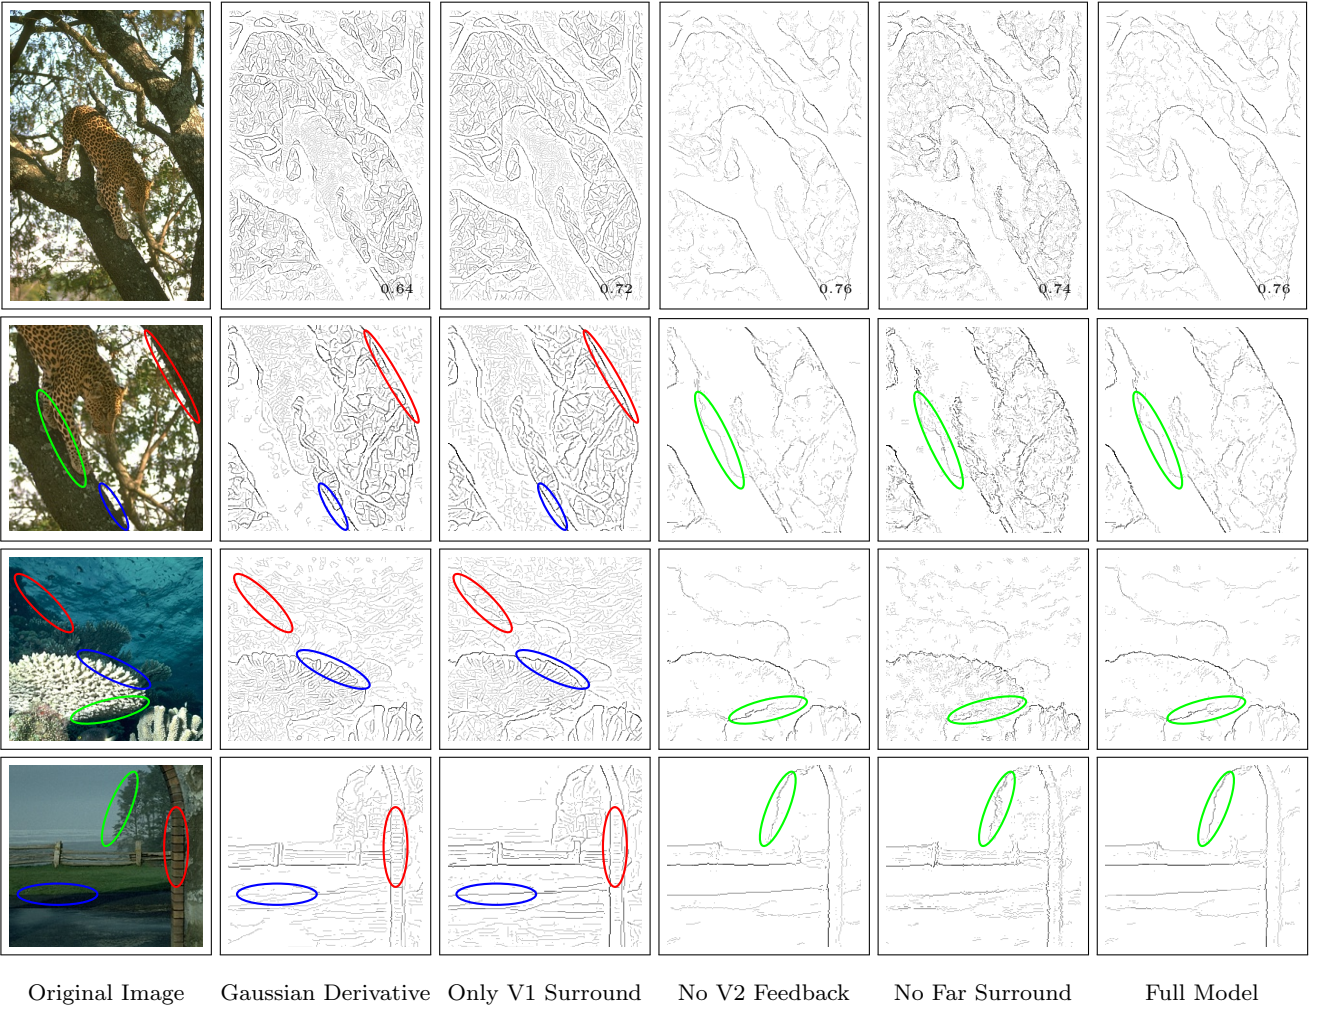 0.64 0.72 0.76 0.74 0.76
Original Image Gaussian Derivative Only V1 Surround No V2 Feedback No Far Surround Full Model